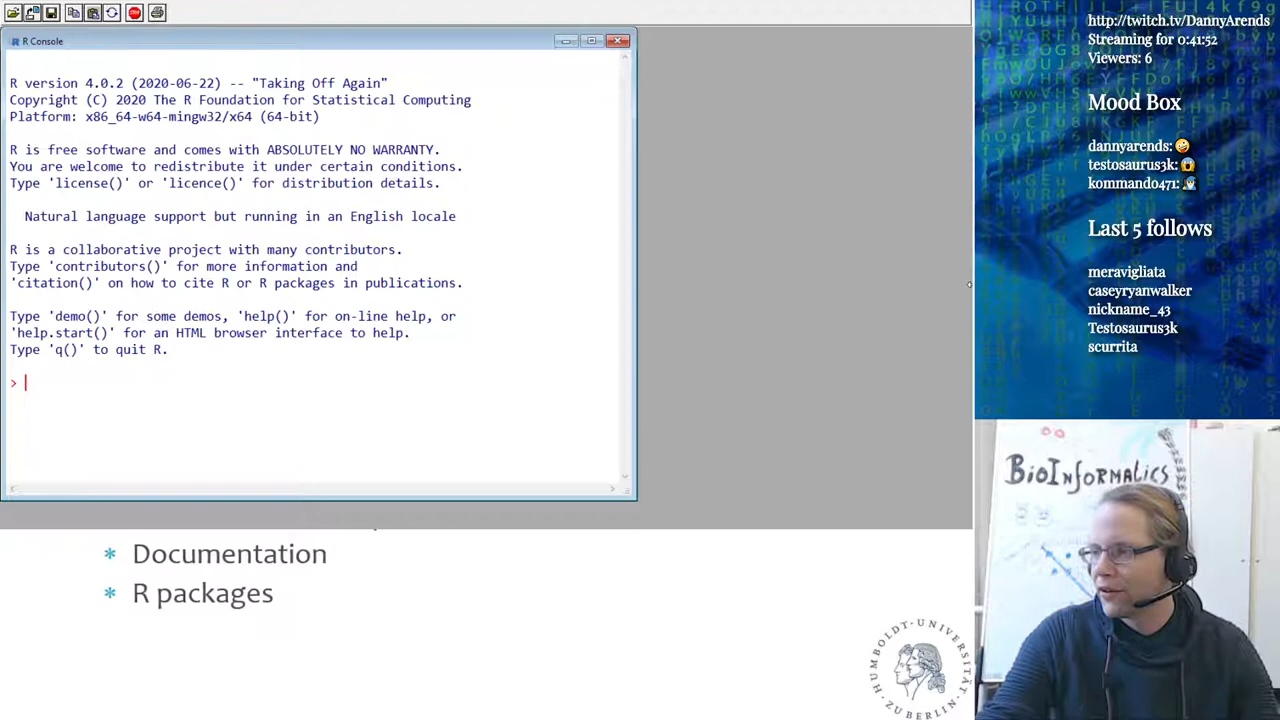 R Console
R version 4.0.2 (2020-06-22) -- "Taking Off Again"
Copyright (C) 2020 The R Foundation for Statistical Computing
Platform: x86_64-w64-mingw32/x64 (64-bit)
R is free software and comes with ABSOLUTELY NO WARRANTY.
You are welcome to redistribute it under certain conditions.
Type 'license()' or 'licence()' for distribution details.
Natural language support but running in an English locale
R is a collaborative project with many contributors.
Type 'contributors()' for more information and
'citation()' on how to cite R or R packages in publications.
Type 'demo()' for some demos, 'help()' for on-line help, or
'help.start()' for an HTML browser interface to help.
Type 'q()' to quit R.
>
* Documentation
* R packages
HUMBOLDT-UNIVERSITÄT ZU BERLIN
http://twitch.tv/DannyArends
Streaming for 0:41:52
Viewers: 6
Mood Box
dannyarends: 🤪
testosaurus3k: 😱
kommando471:
Last 5 follows
meravigliata
caseyryanwalker
nickname_43
Testosaurus3k
scurrita
BioInformatics